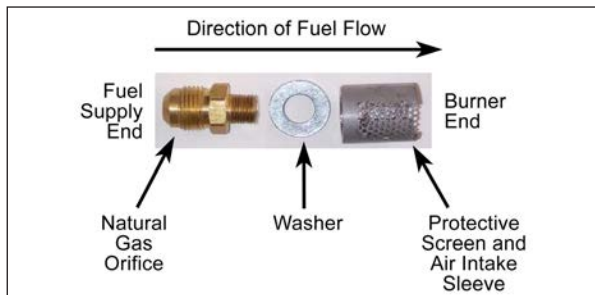 Direction of Fuel Flow
Fuel
Supply
End
Burner
End
Natural
Gas
Orifice
Washer
Protective
Screen and
Air Intake
Sleeve